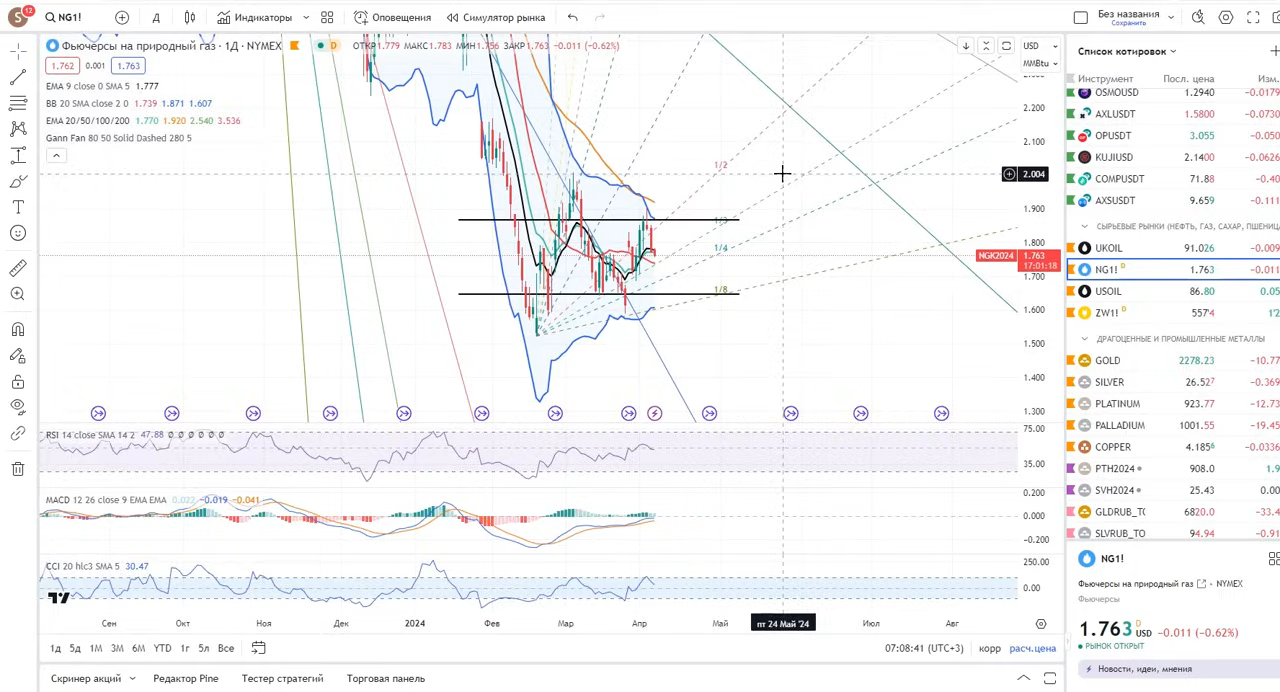 S 12 NG1! Д Индикаторы Оповещения Симулятор рынка Без названия
Сохранить
Фьючерсы на природный газ · 1Д · NYMEX D ОТКР1.779 МАКС1.783 МИН1.756 ЗАКР1.763 -0.011 (-0.62%)
USD
MMBtu
1.762 0.001 1.763
EMA 9 close 0 SMA 5 1.777
BB 20 SMA close 2 0 1.739 1.871 1.607
EMA 20/50/100/200 1.770 1.920 2.540 3.536
Gann Fan 80 50 Solid Dashed 280 5
1/2
1/3
1/4
1/8
2.200
2.100
2.004
1.900
1.800
NGK2024 1.763
17:01:18
1.700
1.600
1.500
1.400
1.300
RSI 14 close SMA 14 2 47.88 Ø Ø Ø Ø Ø Ø
75.00
35.00
MACD 12 26 close 9 EMA EMA 0.022 -0.019 -0.041
0.200
0.000
-0.200
CCI 20 hlc3 SMA 5 30.47
250.00
0.00
Сен Окт Ноя Дек 2024 Фев Мар Апр Май пт 24 Май '24 Июл Авг
1д 5д 1М 3М 6М YTD 1г 5л Все 07:08:41 (UTC+3) корр расч.цена
Скринер акций Редактор Pine Тестер стратегий Торговая панель
Список котировок
Инструмент Посл. цена Изм.
OSMOUSD 1.2940 -0.0179
AXLUSDT 1.5800 -0.0730
OPUSDT 3.055 -0.050
KUJIUSD 2.1400 -0.0626
COMPUSDT 71.88 -0.40
AXSUSDT 9.659 -0.111
СЫРЬЕВЫЕ РЫНКИ (НЕФТЬ, ГАЗ, САХАР, ПШЕНИЦА
UKOIL 91.026 -0.009
NG1! D 1.763 -0.011
USOIL 86.80 0.05
ZW1! D 557'4 1'2
ДРАГОЦЕННЫЕ И ПРОМЫШЛЕННЫЕ МЕТАЛЛЫ
GOLD 2278.23 -10.77
SILVER 26.527 -0.369
PLATINUM 923.77 -12.73
PALLADIUM 1001.55 -19.45
COPPER 4.185⁶ -0.0336
PTH2024 908.0 1.9
SVH2024 25.43 0.00
GLDRUB_TO 6820.0 -33.4
SLVRUB_TO 94.94 -0.91
NG1!
Фьючерсы на природный газ · NYMEX
Фьючерсы
1.763 D USD -0.011 (-0.62%)
РЫНОК ОТКРЫТ
Новости, идеи, мнения